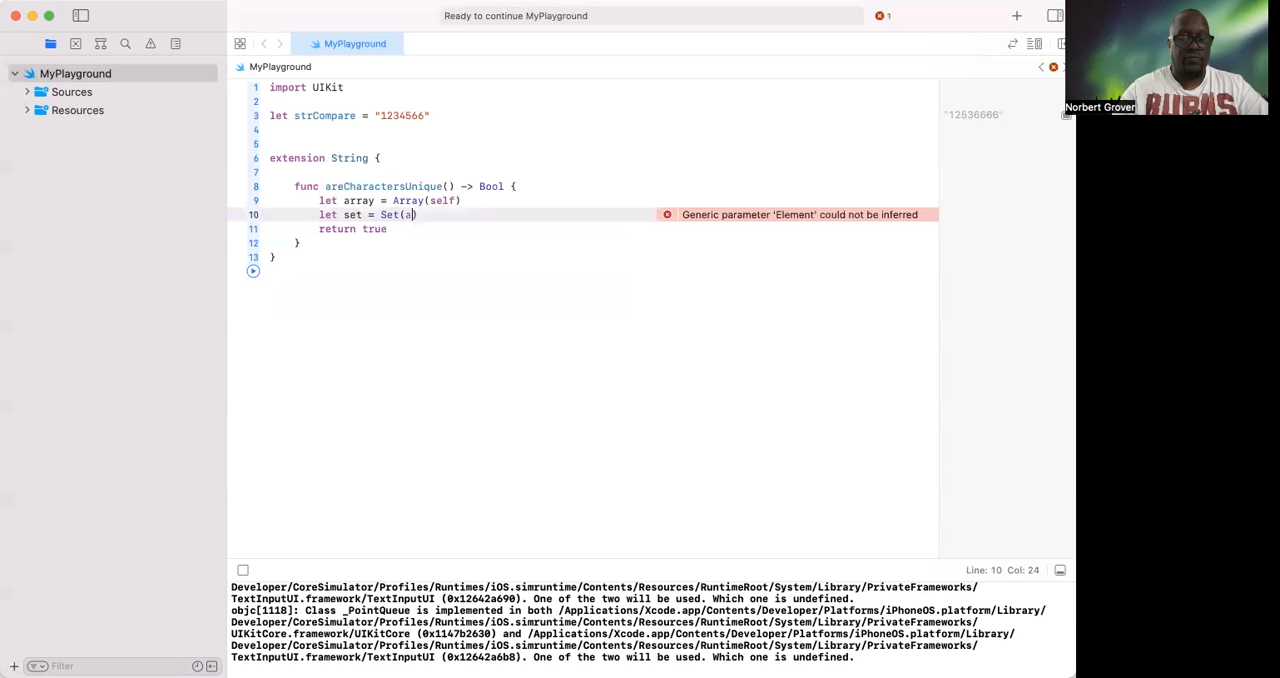 Ready to continue MyPlayground
1
MyPlayground
MyPlayground
MyPlayground
Sources
Resources
Norbert Grover
1 import UIKit
2
3 let strCompare = "1234566"
"12536666"
4
5
6 extension String {
7
8 func areCharactersUnique() -> Bool {
9 let array = Array(self)
10 let set = Set(a)
Generic parameter 'Element' could not be inferred
11 return true
12 }
13 }
Line: 10 Col: 24
Developer/CoreSimulator/Profiles/Runtimes/iOS.simruntime/Contents/Resources/RuntimeRoot/System/Library/PrivateFrameworks/
TextInputUI.framework/TextInputUI (0x12642a690). One of the two will be used. Which one is undefined.
objc[1118]: Class _PointQueue is implemented in both /Applications/Xcode.app/Contents/Developer/Platforms/iPhoneOS.platform/Library/
Developer/CoreSimulator/Profiles/Runtimes/iOS.simruntime/Contents/Resources/RuntimeRoot/System/Library/PrivateFrameworks/
UIKitCore.framework/UIKitCore (0x1147b2630) and /Applications/Xcode.app/Contents/Developer/Platforms/iPhoneOS.platform/Library/
Developer/CoreSimulator/Profiles/Runtimes/iOS.simruntime/Contents/Resources/RuntimeRoot/System/Library/PrivateFrameworks/
TextInputUI.framework/TextInputUI (0x12642a6b8). One of the two will be used. Which one is undefined.
Filter